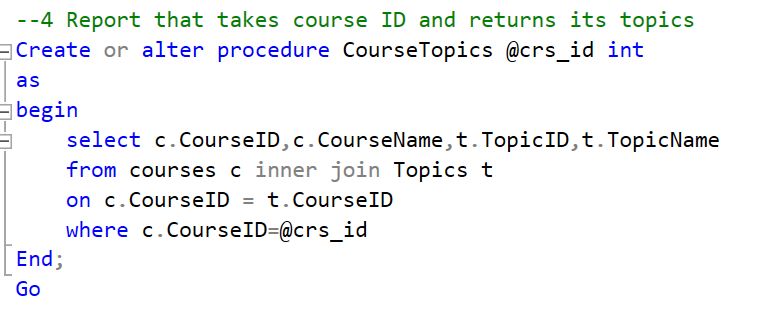 --4 Report that takes course ID and returns its topics
Create or alter procedure CourseTopics @crs_id int
as
begin
    select c.CourseID,c.CourseName,t.TopicID,t.TopicName
    from courses c inner join Topics t
    on c.CourseID = t.CourseID
    where c.CourseID=@crs_id
End;
Go